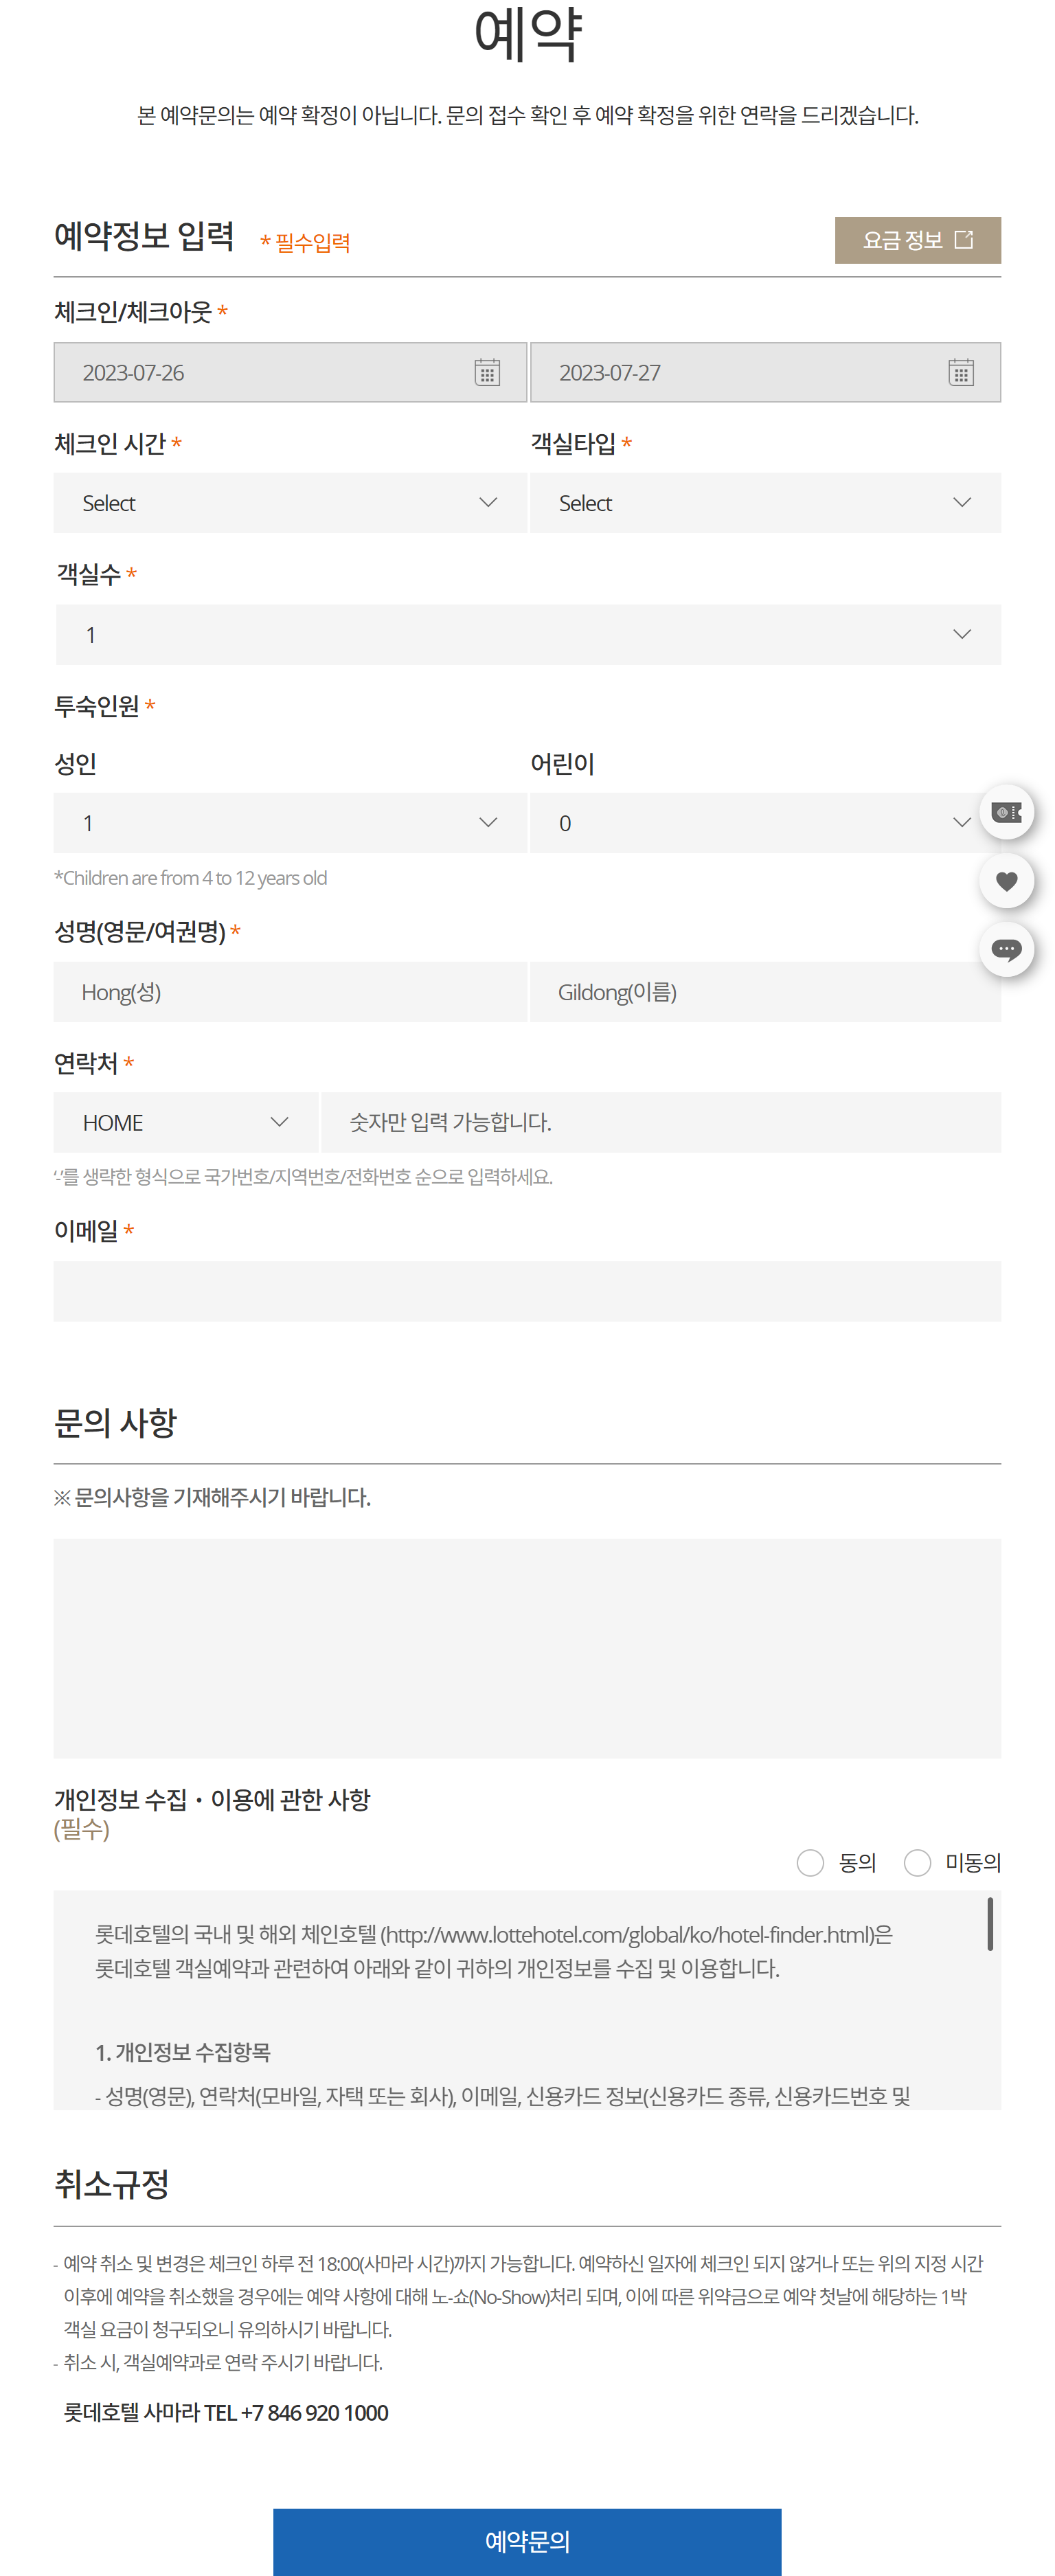 예약
본 예약문의는 예약 확정이 아닙니다. 문의 접수 확인 후 예약 확정을 위한 연락을 드리겠습니다.
예약정보 입력 * 필수입력 요금 정보
체크인/체크아웃 *
2023-07-26 2023-07-27
체크인 시간 * 객실타입 *
Select Select
객실수 *
1
투숙인원 *
성인 어린이
1 0
*Children are from 4 to 12 years old
성명(영문/여권명) *
Hong(성) Gildong(이름)
연락처 *
HOME 숫자만 입력 가능합니다.
'-'를 생략한 형식으로 국가번호/지역번호/전화번호 순으로 입력하세요.
이메일 *
문의 사항
※ 문의사항을 기재해주시기 바랍니다.
개인정보 수집・이용에 관한 사항
(필수)
동의 미동의
롯데호텔의 국내 및 해외 체인호텔 (http://www.lottehotel.com/global/ko/hotel-finder.html)은
롯데호텔 객실예약과 관련하여 아래와 같이 귀하의 개인정보를 수집 및 이용합니다.
1. 개인정보 수집항목
- 성명(영문), 연락처(모바일, 자택 또는 회사), 이메일, 신용카드 정보(신용카드 종류, 신용카드번호 및
취소규정
- 예약 취소 및 변경은 체크인 하루 전 18:00(사마라 시간)까지 가능합니다. 예약하신 일자에 체크인 되지 않거나 또는 위의 지정 시간
이후에 예약을 취소했을 경우에는 예약 사항에 대해 노-쇼(No-Show)처리 되며, 이에 따른 위약금으로 예약 첫날에 해당하는 1박
객실 요금이 청구되오니 유의하시기 바랍니다.
- 취소 시, 객실예약과로 연락 주시기 바랍니다.
롯데호텔 사마라 TEL +7 846 920 1000
예약문의